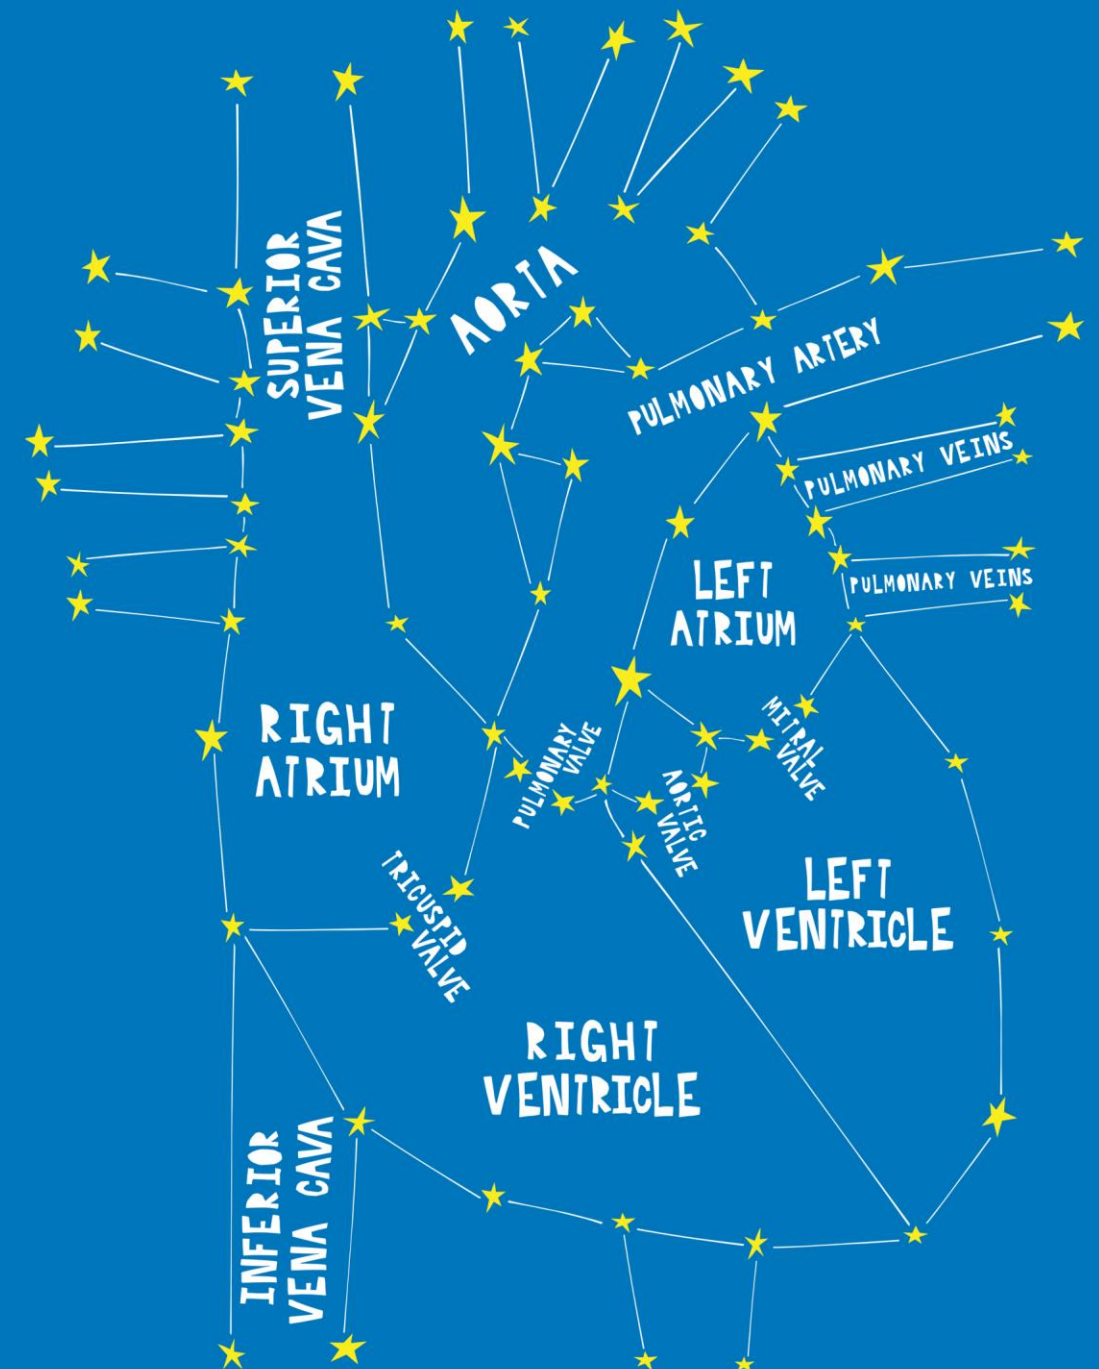 SUPERIOR
VENA CAVA
AORTA
PULMONARY ARTERY
PULMONARY VEINS
PULMONARY VEINS
LEFT
ATRIUM
RIGHT
ATRIUM
PULMONARY
VALVE
MITRAL
VALVE
AORTIC
VALVE
TRICUSPID
VALVE
LEFT
VENTRICLE
RIGHT
VENTRICLE
INFERIOR
VENA CAVA